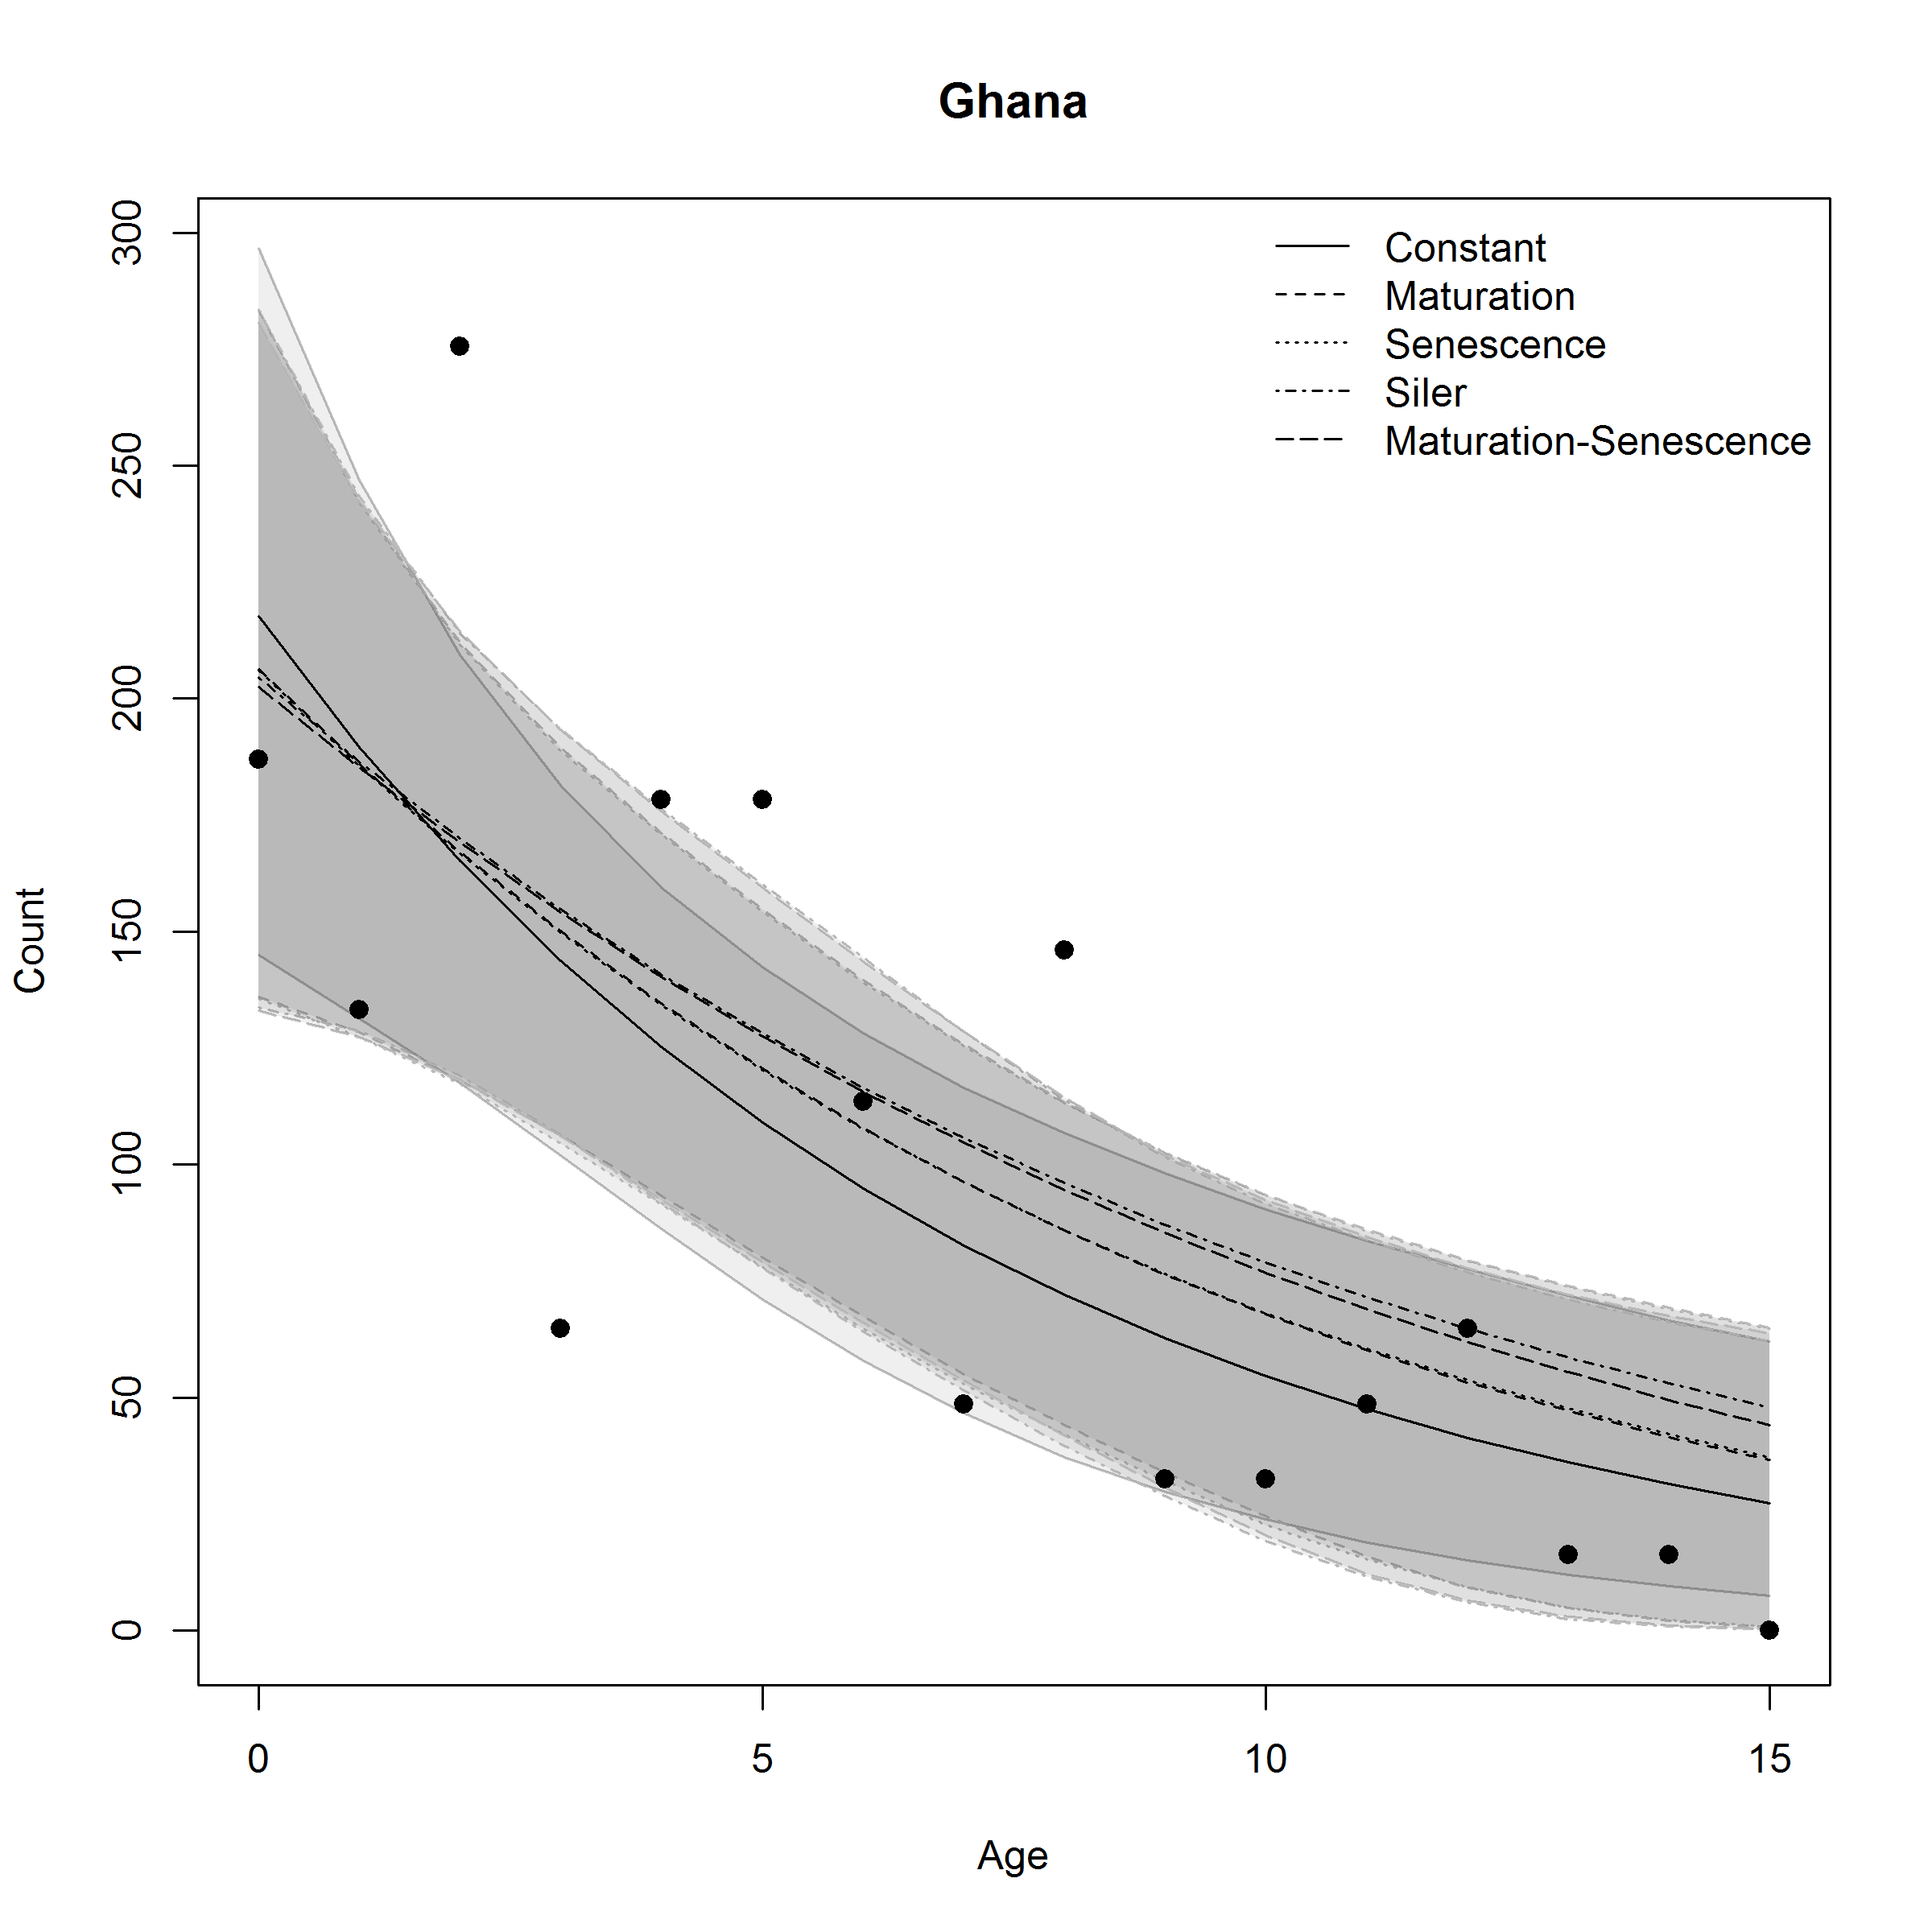 Ghana
Constant
Maturation
Senescence
Siler
Maturation-Senescence
Count
300
250
200
150
100
50
0
0 5 10 15
Age